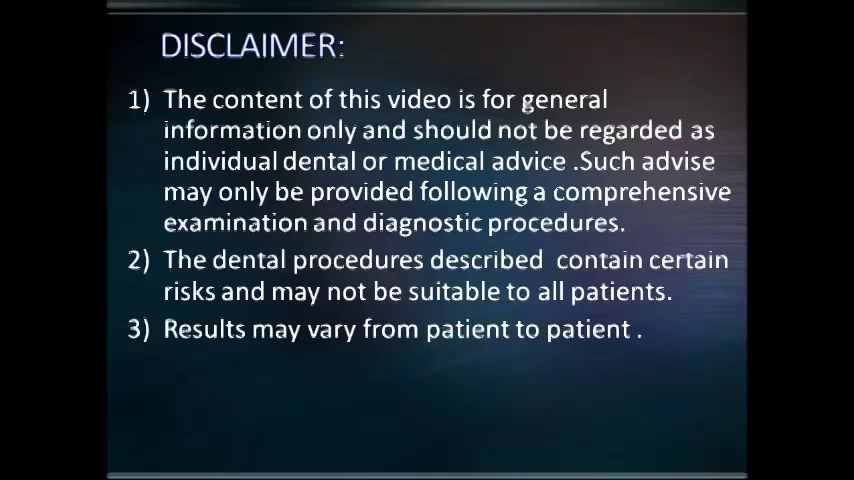 DISCLAIMER:
1) The content of this video is for general
information only and should not be regarded as
individual dental or medical advice .Such advise
may only be provided following a comprehensive
examination and diagnostic procedures.
2) The dental procedures described  contain certain
risks and may not be suitable to all patients.
3) Results may vary from patient to patient .